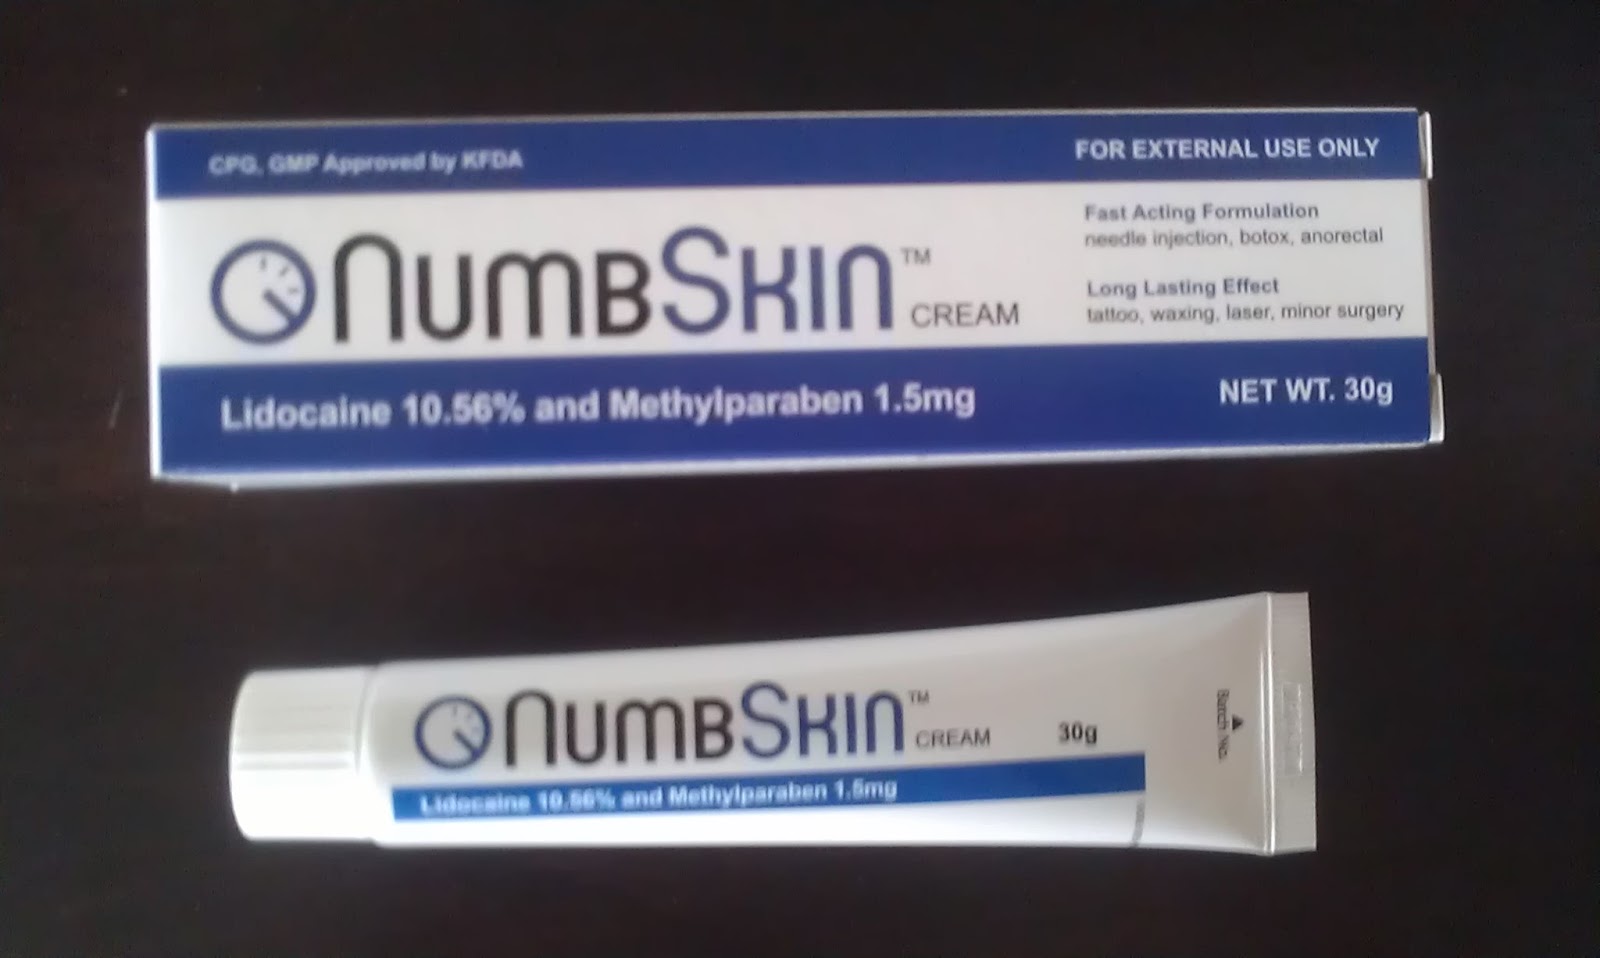 CPG, GMP Approved by KFDA
FOR EXTERNAL USE ONLY
NUMBSKIN™ CREAM
Fast Acting Formulation
needle injection, botox, anorectal
Long Lasting Effect
tattoo, waxing, laser, minor surgery
Lidocaine 10.56% and Methylparaben 1.5mg
NET WT. 30g
NUMBSKIN™ CREAM
30g
Lidocaine 10.56% and Methylparaben 1.5mg
Batch No.